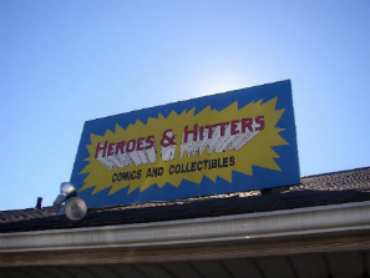 HEROES & HITTERS
COMICS AND COLLECTIBLES